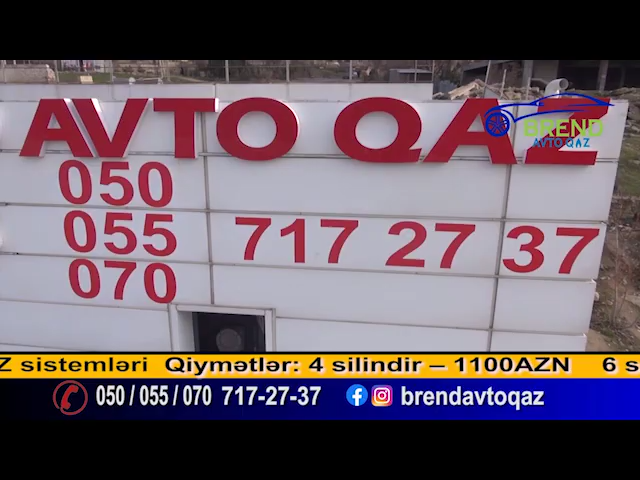 AVTO QAZ
BREND
AVTO QAZ
050
055 717 27 37
070
Z sistemləri Qiymətlər: 4 silindir – 1100AZN 6 s
050 / 055 / 070 717-27-37 brendavtoqaz